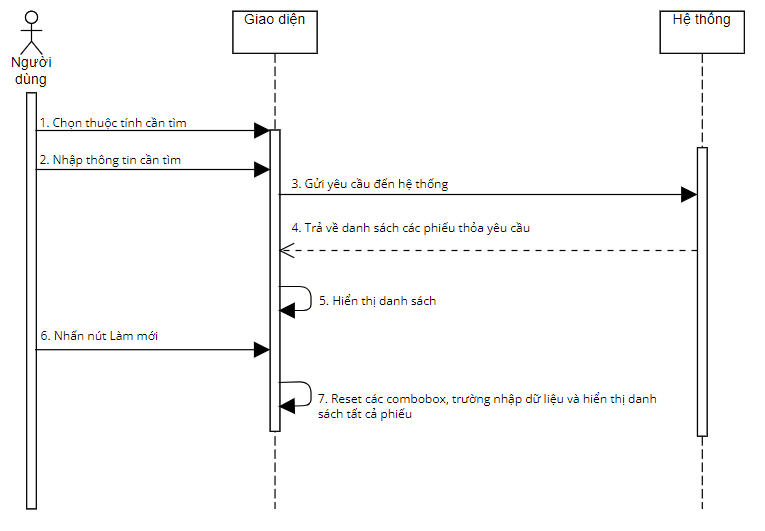 Giao diện
Hệ thống
Người
dùng
1. Chọn thuộc tính cần tìm
2. Nhập thông tin cần tìm
3. Gửi yêu cầu đến hệ thống
4. Trả về danh sách các phiếu thỏa yêu cầu
5. Hiển thị danh sách
6. Nhấn nút Làm mới
7. Reset các combobox, trường nhập dữ liệu và hiển thị danh
sách tất cả phiếu